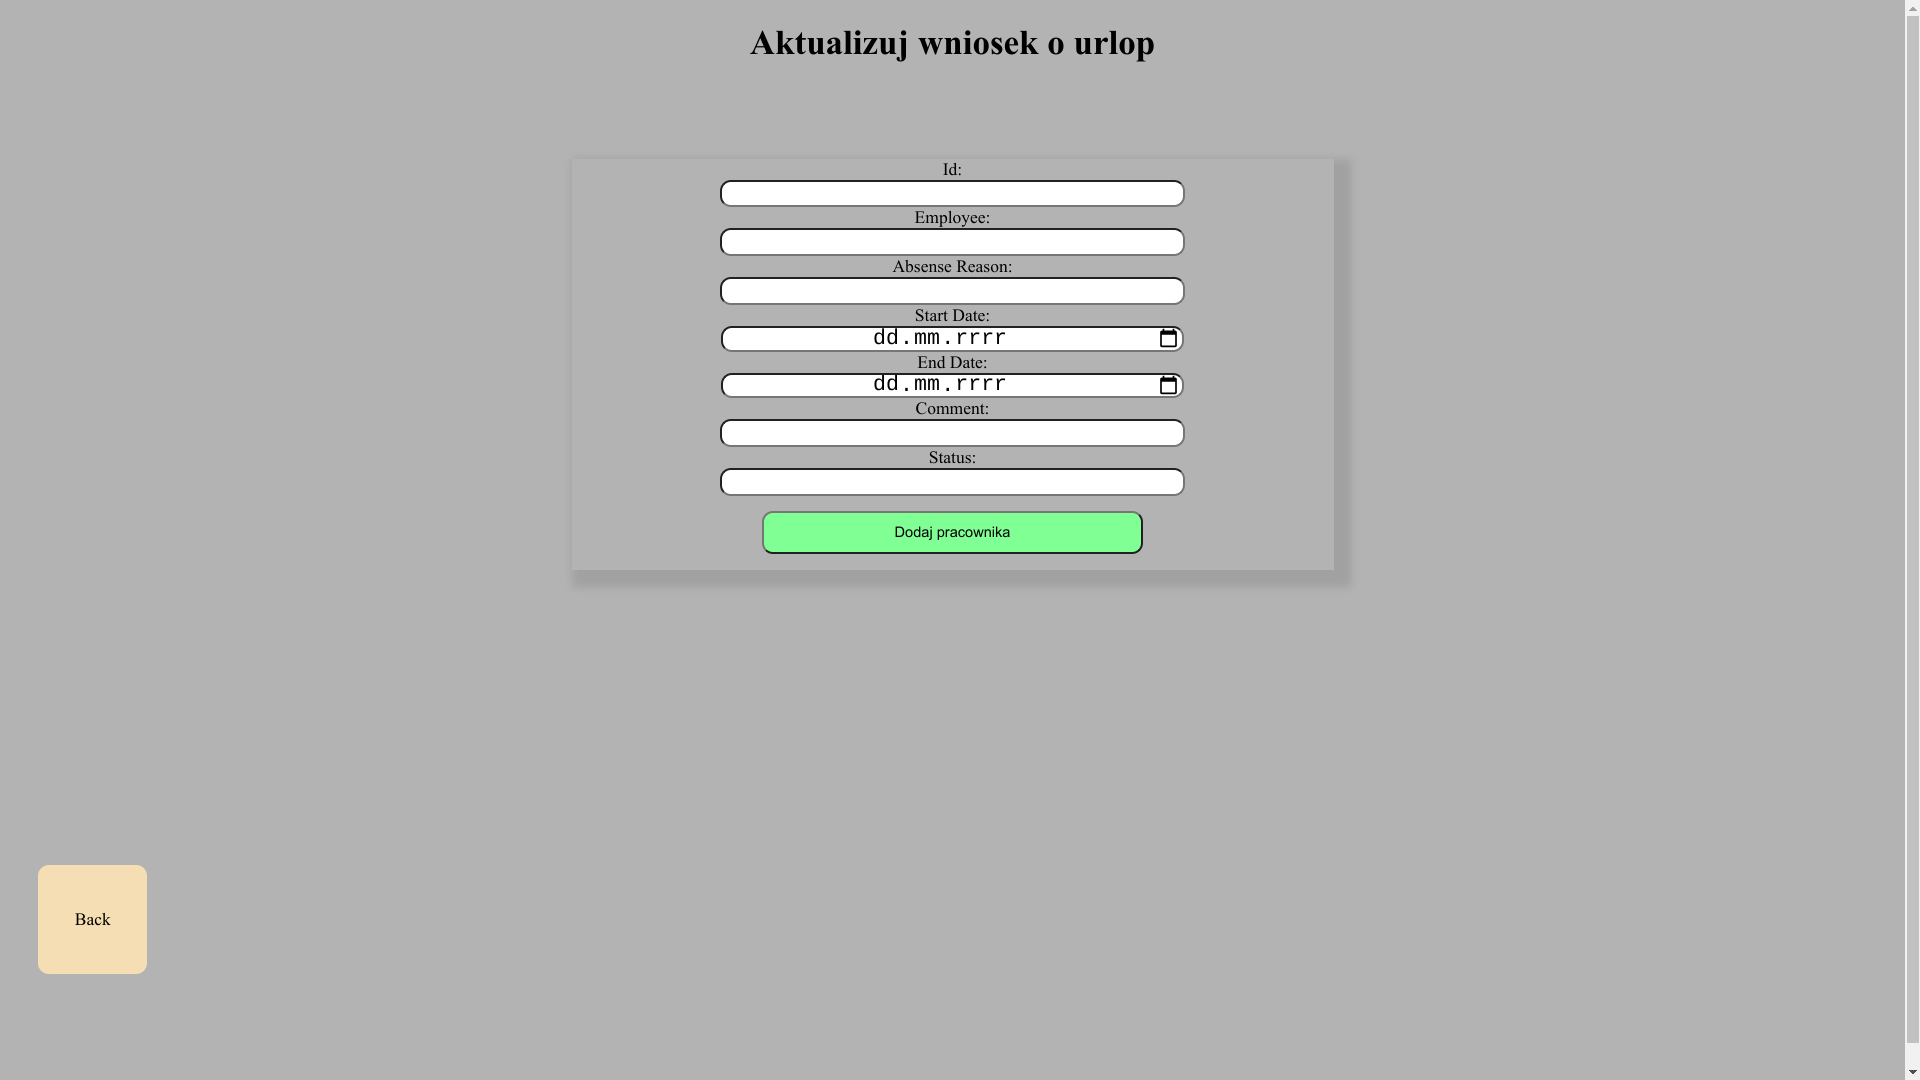 Aktualizuj wniosek o urlop
Id:
Employee:
Absense Reason:
Start Date:
dd.mm.rrrr
End Date:
dd.mm.rrrr
Comment:
Status:
Dodaj pracownika
Back